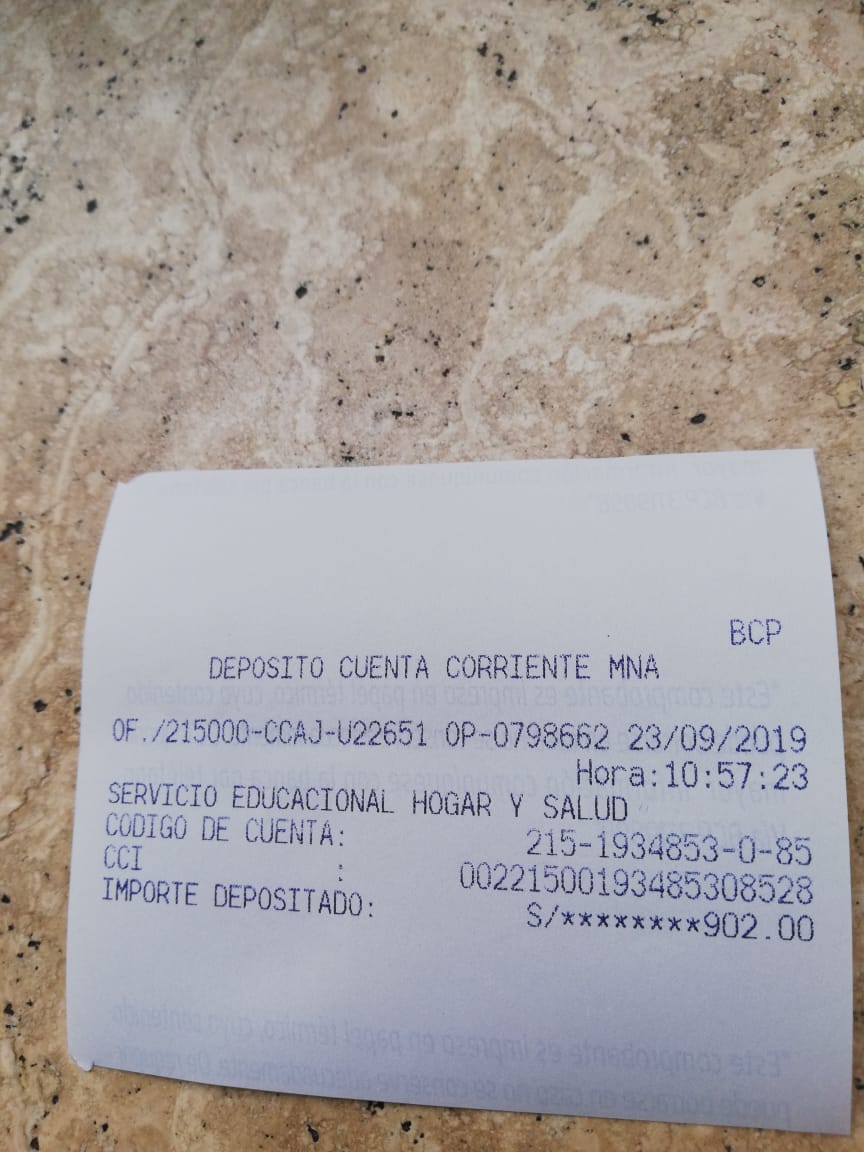 BCP
DEPOSITO CUENTA CORRIENTE MNA
OF./215000-CCAJ-U22651 OP-0798662 23/09/2019
Hora:10:57:23
SERVICIO EDUCACIONAL HOGAR Y SALUD
CODIGO DE CUENTA: 215-1934853-0-85
CCI : 00221500193485308528
IMPORTE DEPOSITADO: S/********902.00